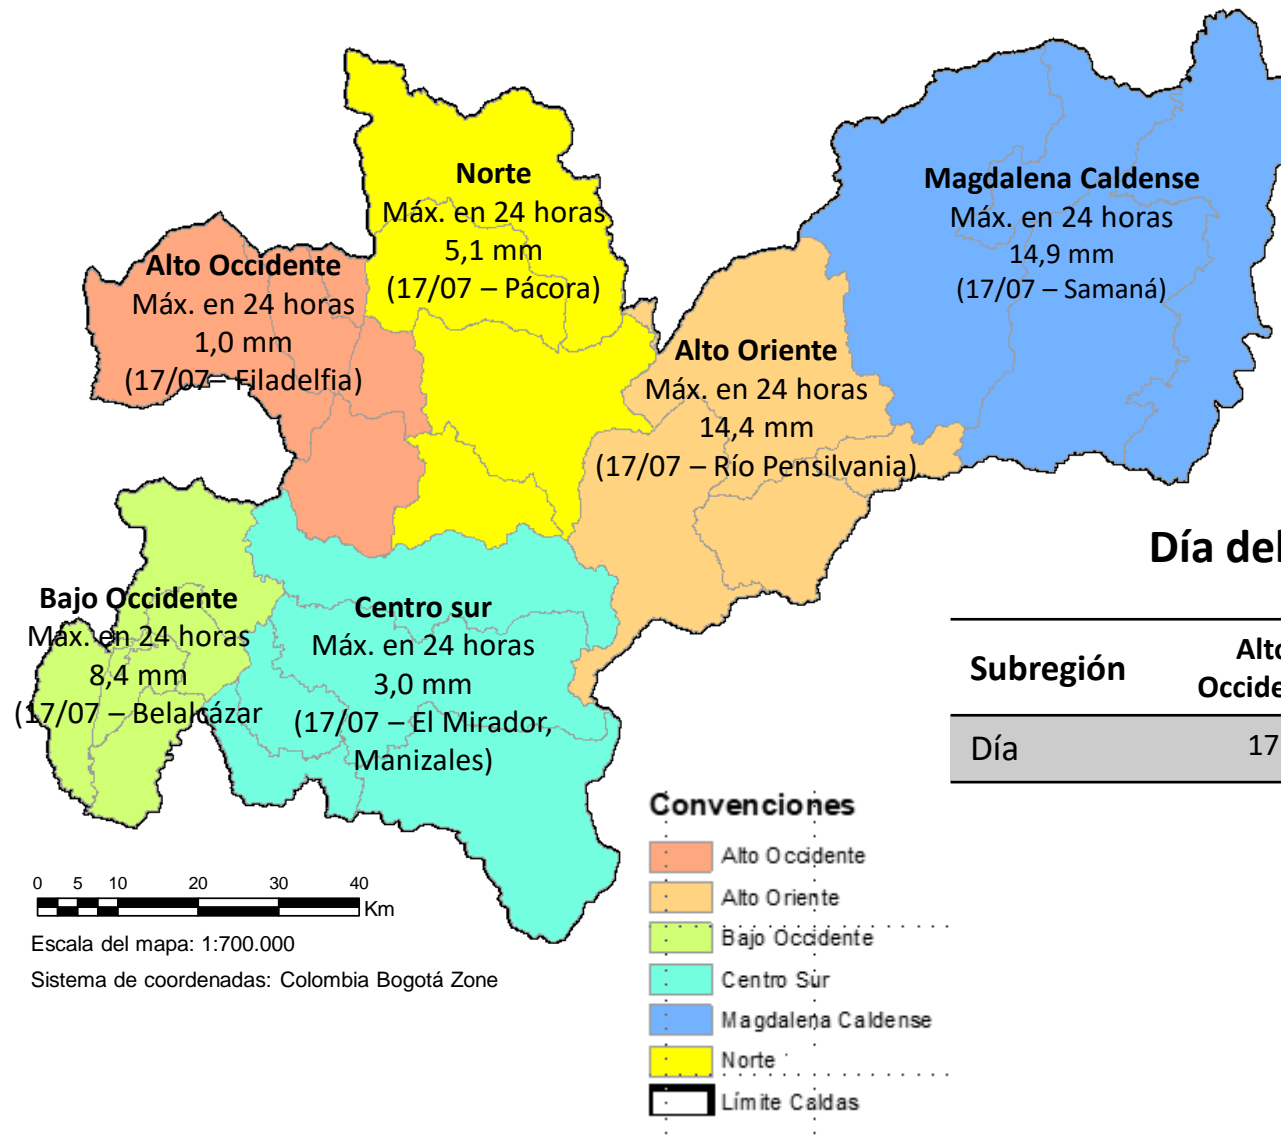 Norte
Máx. en 24 horas
5,1 mm
(17/07 – Pácora)
Magdalena Caldense
Máx. en 24 horas
14,9 mm
(17/07 – Samaná)
Alto Occidente
Máx. en 24 horas
1,0 mm
(17/07– Filadelfia)
Alto Oriente
Máx. en 24 horas
14,4 mm
(17/07 – Río Pensilvania)
Bajo Occidente
Máx. en 24 horas
8,4 mm
(17/07 – Belalcázar
Centro sur
Máx. en 24 horas
3,0 mm
(17/07 – El Mirador,
Manizales)
Día del
Subregión
Alto
Occide
Día
17
Convenciones
Alto Occidente
Alto Oriente
Bajo Occidente
Centro Sur
Magdalena Caldense
Norte
Límite Caldas
0 5 10 20 30 40
Km
Escala del mapa: 1:700.000
Sistema de coordenadas: Colombia Bogotá Zone